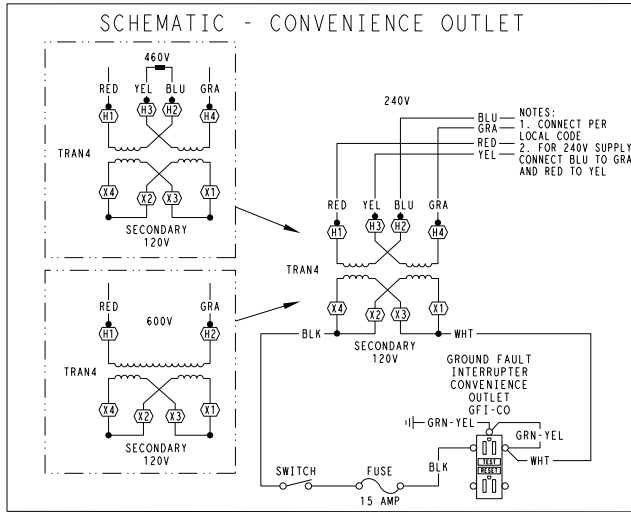 SCHEMATIC - CONVENIENCE OUTLET
460V
RED YEL BLU GRA
H1 H3 H2 H4
TRAN4
X4 X2 X3 X1
SECONDARY
120V
600V
RED GRA
H1 H2
TRAN4
X4 X2 X3 X1
SECONDARY
120V
240V
BLU
GRA
RED
YEL
NOTES:
1. CONNECT PER
LOCAL CODE
2. FOR 240V SUPPLY
CONNECT BLU TO GRA
AND RED TO YEL
RED YEL BLU GRA
H1 H3 H2 H4
TRAN4
X4 X2 X3 X1
BLK WHT
SECONDARY
120V
GROUND FAULT
INTERRUPTER
CONVENIENCE
OUTLET
GFI-CO
GRN-YEL
GRN-YEL
WHT
BLK
TEST
RESET
SWITCH
FUSE
15 AMP